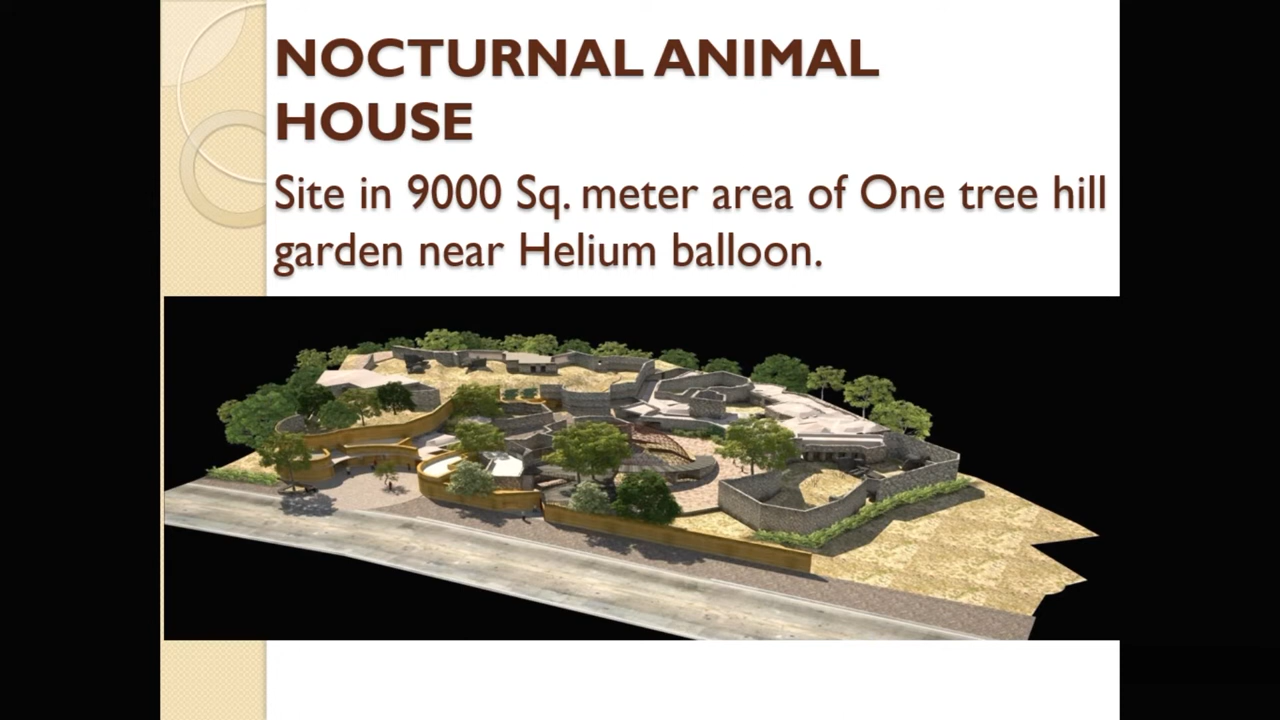 NOCTURNAL ANIMAL
HOUSE
Site in 9000 Sq. meter area of One tree hill
garden near Helium balloon.